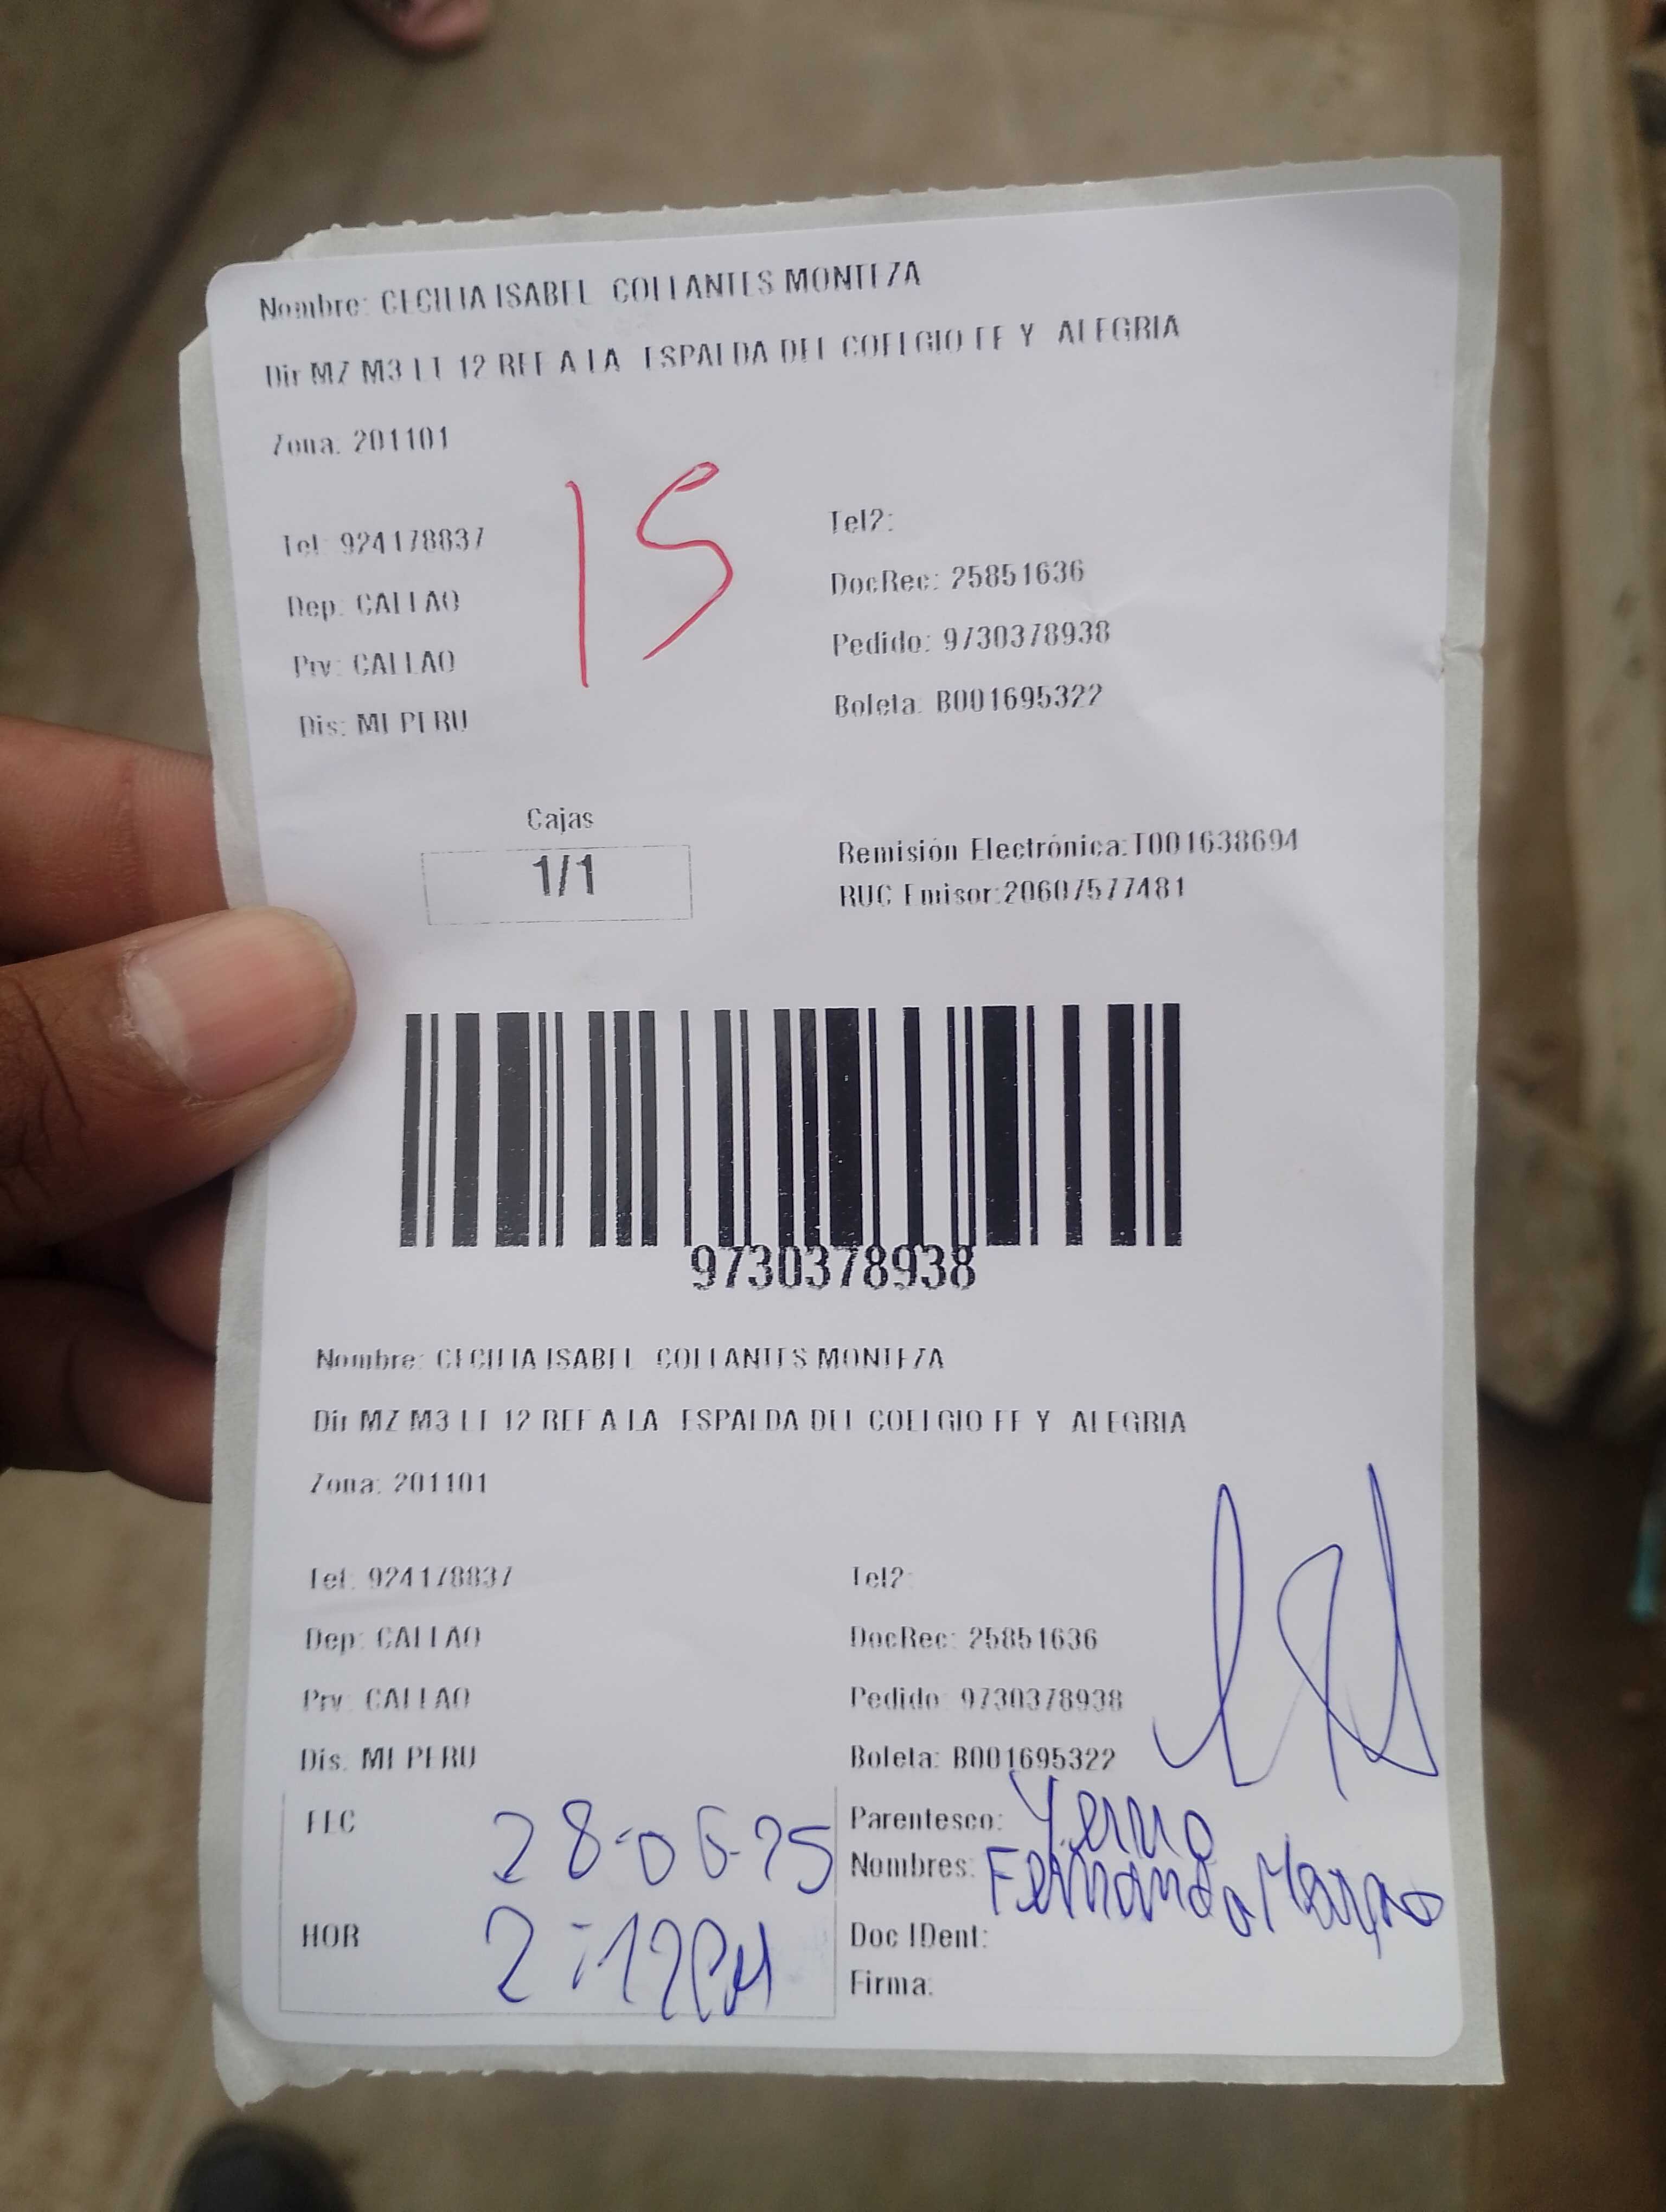 Nombre: CECILIA ISABEL COLLANTES MONTEZA
Dir MZ M3 LT 12 REF A LA ESPALDA DEL COELGIO FE Y ALEGRIA
Zona: 201101
15
Tel: 924178837
Tel2:
Dep: CALLAO
DocRec: 25851636
Prv: CALLAO
Pedido: 9730378938
Dis: MI PERU
Boleta: B001695322
Cajas
1/1
Remisión Electrónica:T001638694
RUC Emisor:20607577481
9730378938
Nombre: CECILIA ISABEL COLLANTES MONTEZA
Dir MZ M3 LT 12 REF A LA ESPALDA DEL COELGIO FE Y ALEGRIA
Zona: 201101
Tel: 924178837
Tel2:
Dep: CALLAO
DocRec: 25851636
Prv: CALLAO
Pedido: 9730378938
Dis: MI PERU
Boleta: B001695322
FEC 28-06-25
Parentesco: Yerno
Nombres: Fernando
HOR 2:12PM
Doc IDent:
Firma: